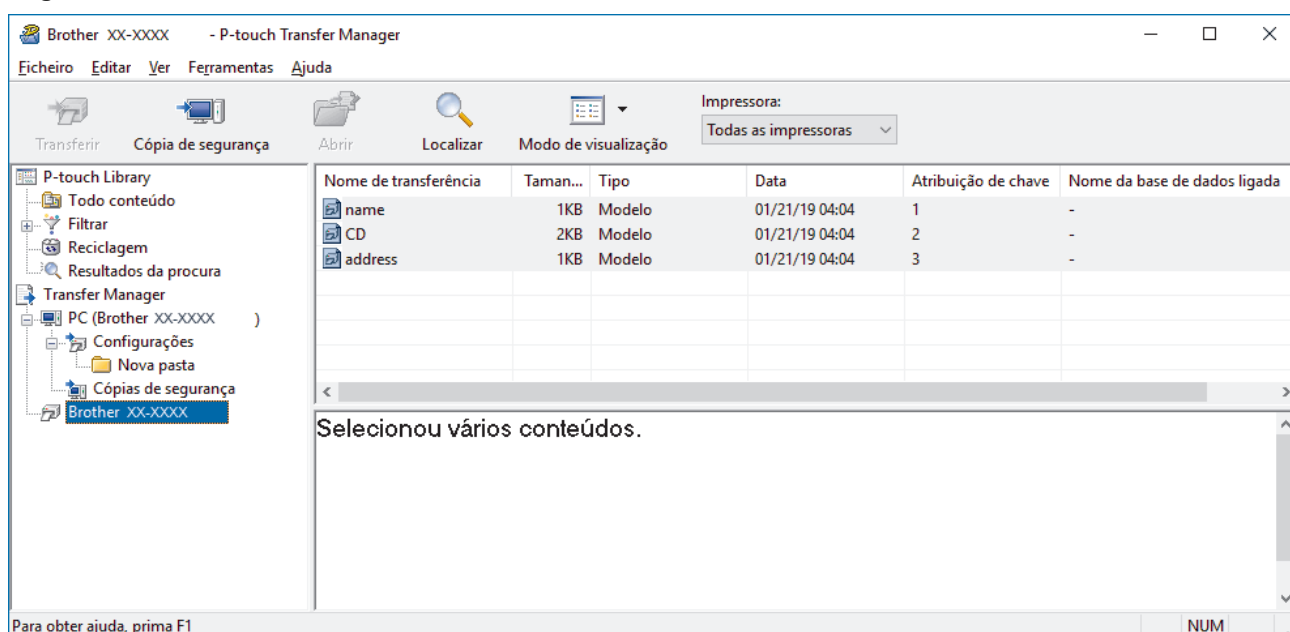 Brother XX-XXXX - P-touch Transfer Manager
Ficheiro Editar Ver Ferramentas Ajuda
Transferir Cópia de segurança Abrir Localizar Modo de visualização
Impressora:
Todas as impressoras
P-touch Library
Todo conteúdo
Filtrar
Reciclagem
Resultados da procura
Transfer Manager
PC (Brother XX-XXXX )
Configurações
Nova pasta
Cópias de segurança
Brother XX-XXXX
Nome de transferência Taman... Tipo Data Atribuição de chave Nome da base de dados ligada
name 1KB Modelo 01/21/19 04:04 1 -
CD 2KB Modelo 01/21/19 04:04 2 -
address 1KB Modelo 01/21/19 04:04 3 -
Selecionou vários conteúdos.
Para obter ajuda, prima F1 NUM